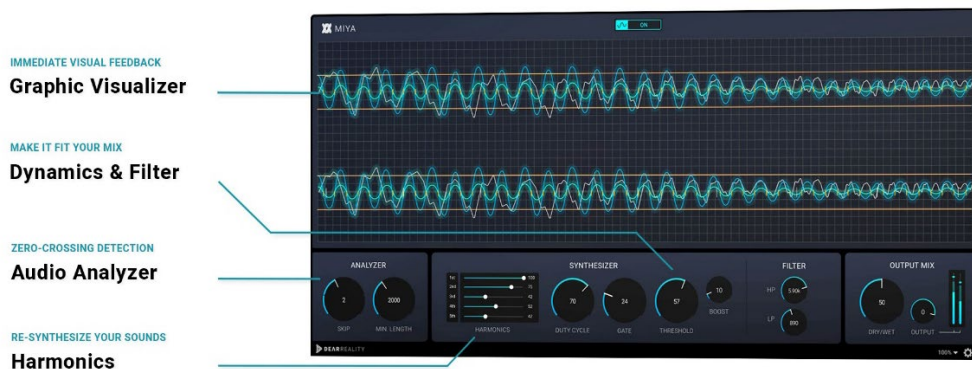 MIYA
ON
IMMEDIATE VISUAL FEEDBACK
Graphic Visualizer
MAKE IT FIT YOUR MIX
Dynamics & Filter
ZERO-CROSSING DETECTION
Audio Analyzer
RE-SYNTHESIZE YOUR SOUNDS
Harmonics
ANALYZER
2
SKIP
2000
MIN. LENGTH
SYNTHESIZER
1st
100
2nd
3rd
4th
5th
HARMONICS
70
DUTY CYCLE
24
GATE
57
THRESHOLD
10
BOOST
FILTER
HP
LP
OUTPUT MIX
50
DRY/WET
0
OUTPUT
DEARREALITY
100%